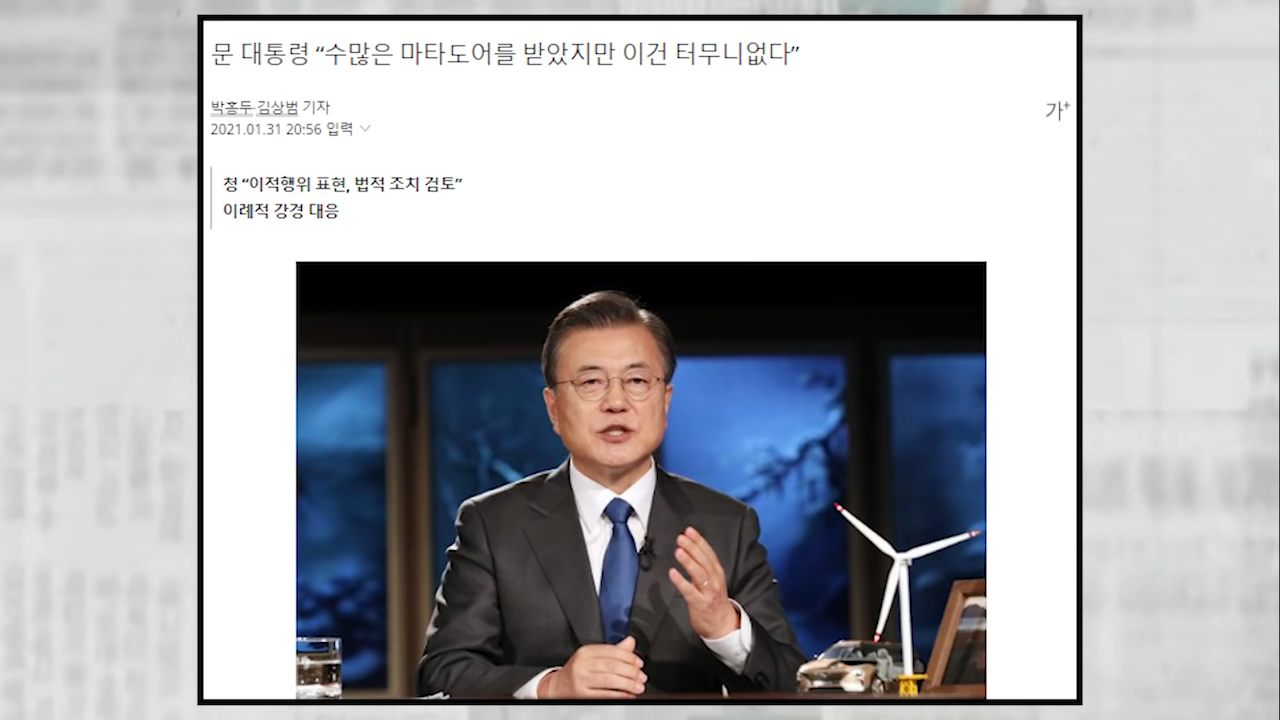 문 대통령 “수많은 마타도어를 받았지만 이건 터무니없다”
박홍두·김상범 기자
가+
2021.01.31 20:56 입력
청 “이적행위 표현, 법적 조치 검토”
이례적 강경 대응